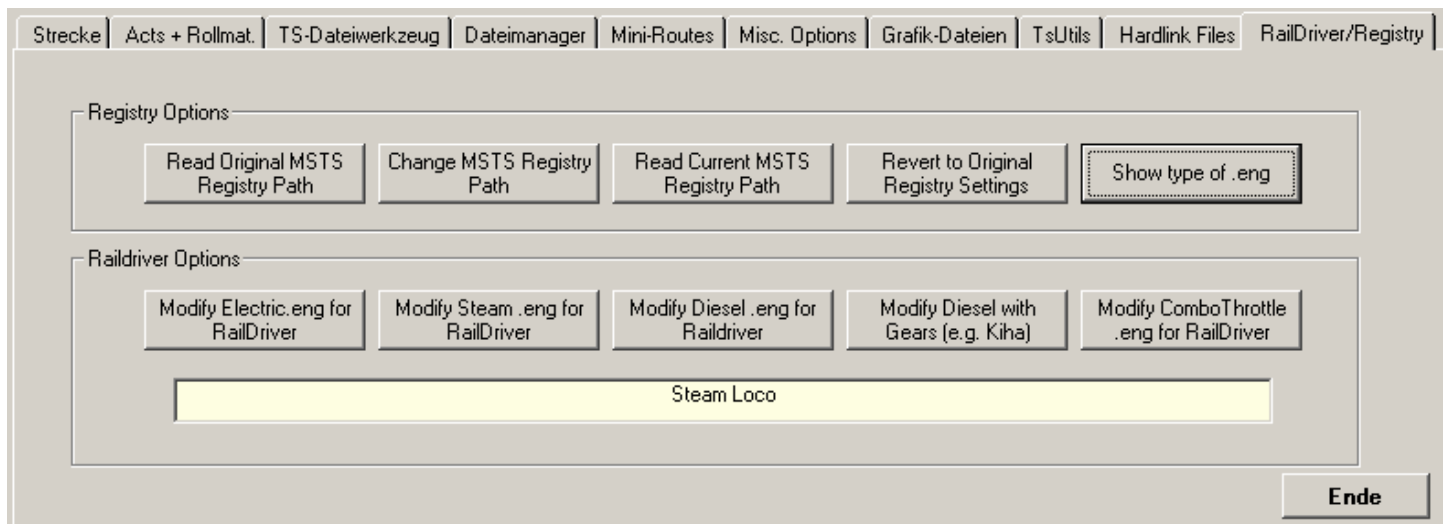 Strecke Acts + Rollmat. TS-Dateiwerkzeug Dateimanager Mini-Routes Misc. Options Grafik-Dateien TsUtils Hardlink Files RailDriver/Registry
Registry Options
Read Original MSTS
Registry Path
Change MSTS Registry
Path
Read Current MSTS
Registry Path
Revert to Original
Registry Settings
Show type of .eng
Raildriver Options
Modify Electric.eng for
RailDriver
Modify Steam .eng for
RailDriver
Modify Diesel .eng for
Raildriver
Modify Diesel with
Gears (e.g. Kiha)
Modify ComboThrottle
.eng for RailDriver
Steam Loco
Ende